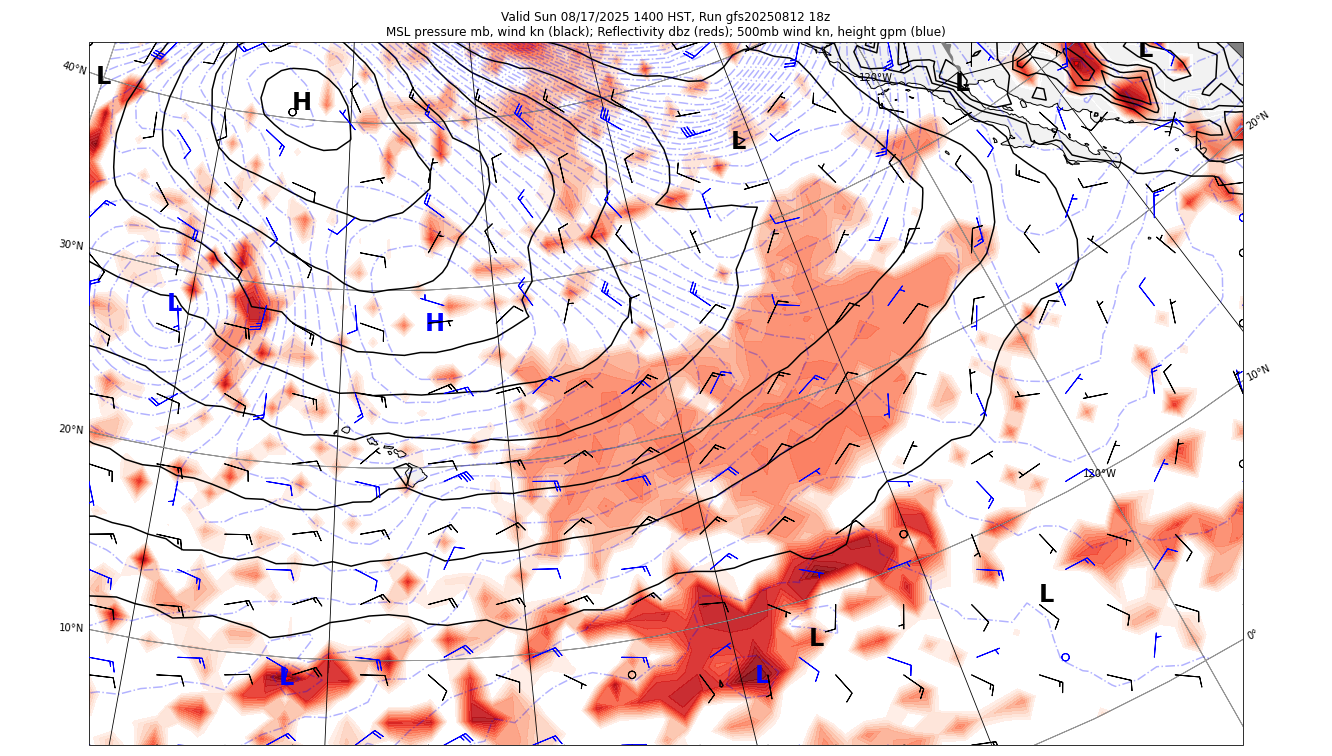 Valid Sun 08/17/2025 1400 HST, Run gfs20250812 18z
MSL pressure mb, wind kn (black); Reflectivity dbz (reds); 500mb wind kn, height gpm (blue)
L
40°N
L
120°W
L
H
20°N
L
30°N
L
H
10°N
20°N
120°W
L
10°N
L
0°
L
L